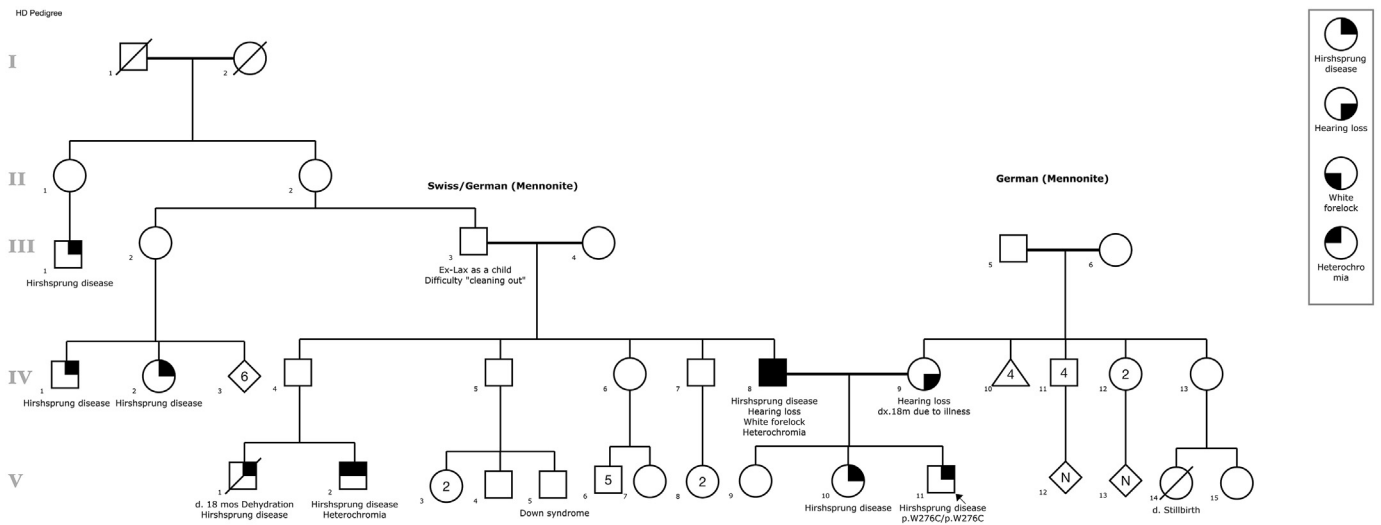 HD Pedigree
I
1
2
Hirshsprung
disease
Hearing loss
White
forelock
Heterochro
mia
II
1
2
Swiss/German (Mennonite)
German (Mennonite)
III
1
Hirshsprung disease
2
3
Ex-Lax as a child
Difficulty "cleaning out"
4
5
6
IV
1
Hirshsprung disease
2
Hirshsprung disease
6
3
4
5
6
7
8
Hirshsprung disease
Hearing loss
White forelock
Heterochromia
9
Hearing loss
dx.18m due to illness
4
10
4
11
2
12
13
V
1
d. 18 mos Dehydration
Hirshsprung disease
2
Hirshsprung disease
Heterochromia
2
3
4
5
Down syndrome
5
6
7
2
8
9
10
Hirshsprung disease
11
Hirshsprung disease
p.W276C/p.W276C
N
12
N
13
14
d. Stillbirth
15